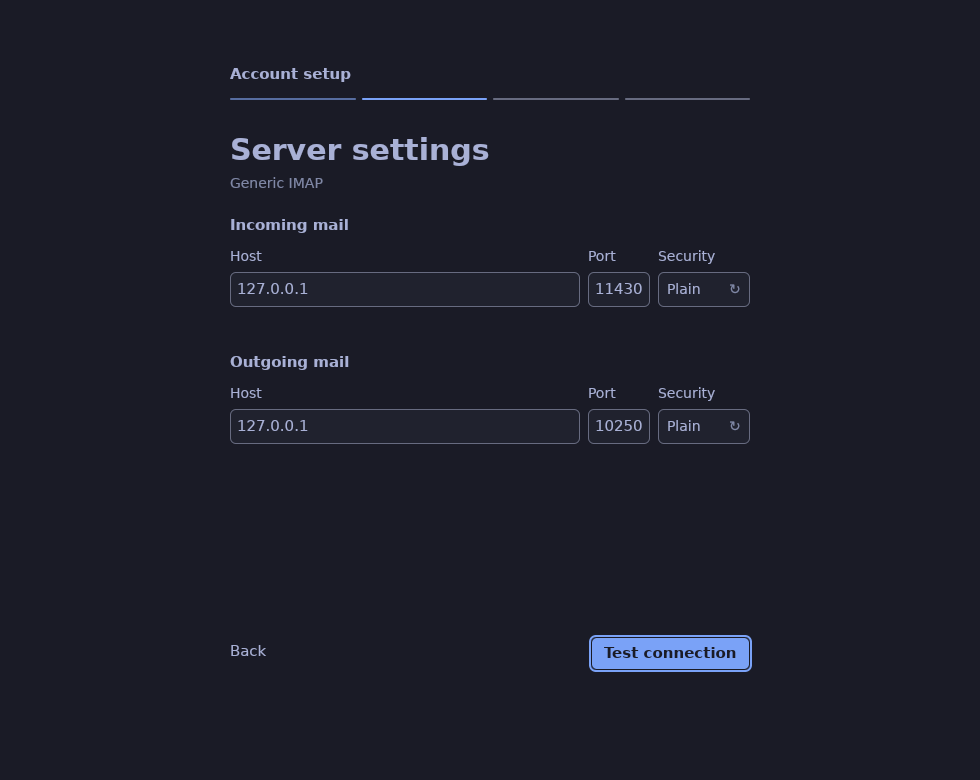 Account setup
Server settings
Generic IMAP
Incoming mail
Host Port Security
127.0.0.1 11430 Plain ↻
Outgoing mail
Host Port Security
127.0.0.1 10250 Plain ↻
Back Test connection